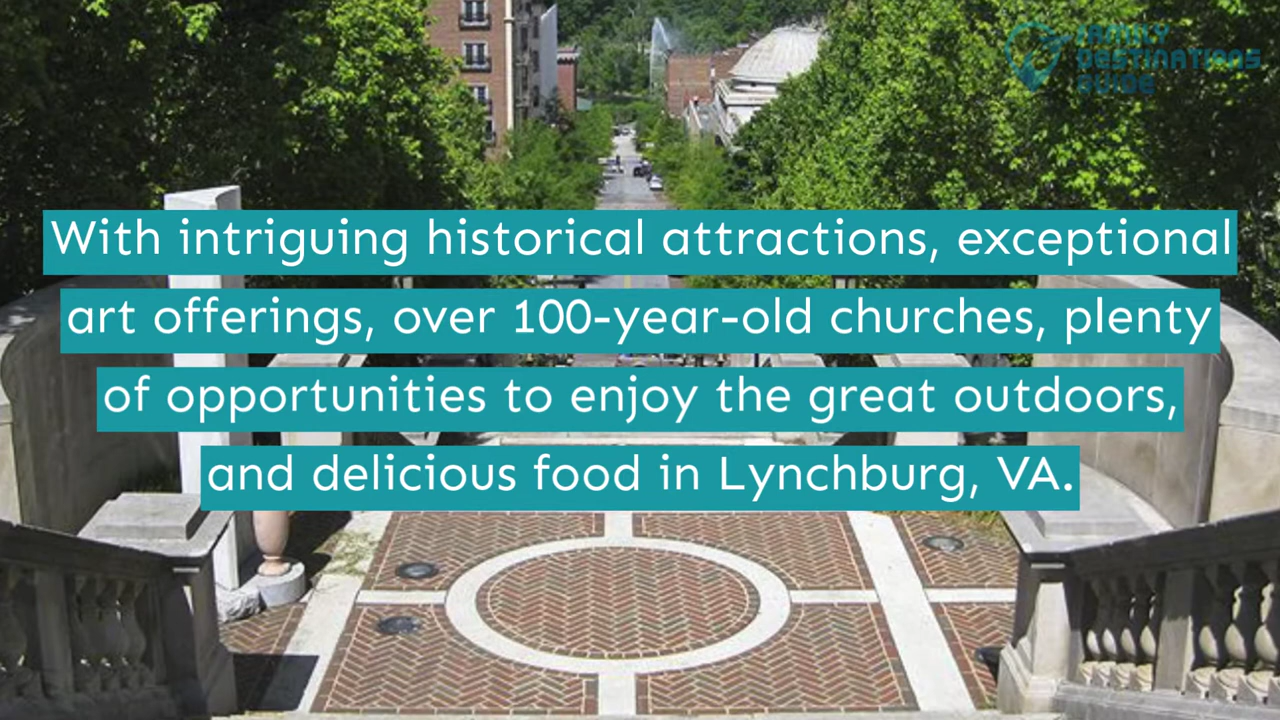 FAMILY
DESTINATIONS
GUIDE
With intriguing historical attractions, exceptional
art offerings, over 100-year-old churches, plenty
of opportunities to enjoy the great outdoors,
and delicious food in Lynchburg, VA.